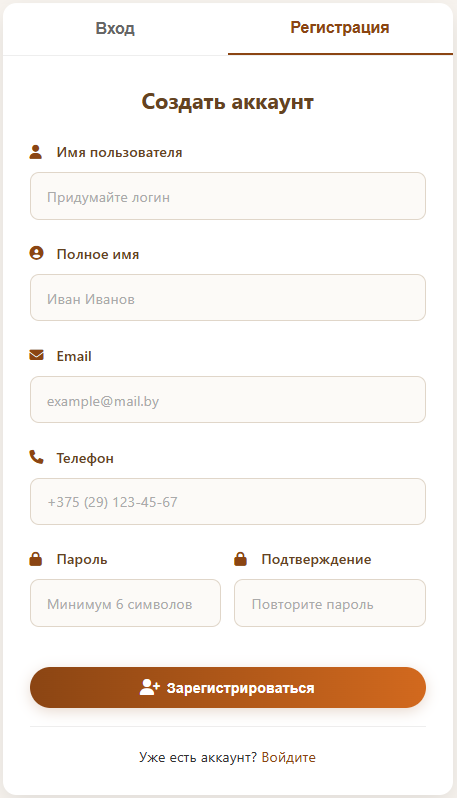 Вход Регистрация
Создать аккаунт
Имя пользователя
Придумайте логин
Полное имя
Иван Иванов
Email
example@mail.by
Телефон
+375 (29) 123-45-67
Пароль Подтверждение
Минимум 6 символов Повторите пароль
Зарегистрироваться
Уже есть аккаунт? Войдите